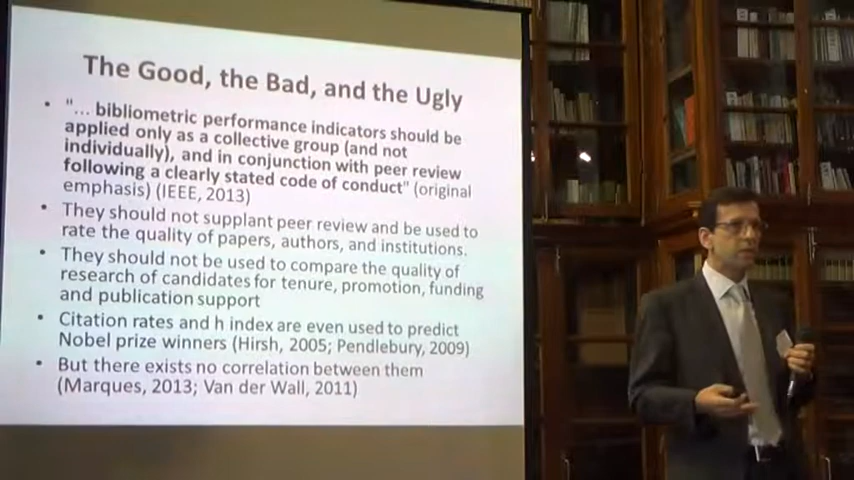 The Good, the Bad, and the Ugly
• "... bibliometric performance indicators should be
applied only as a collective group (and not
individually), and in conjunction with peer review
following a clearly stated code of conduct" (original
emphasis) (IEEE, 2013)
• They should not supplant peer review and be used to
rate the quality of papers, authors, and institutions.
• They should not be used to compare the quality of
research of candidates for tenure, promotion, funding
and publication support
• Citation rates and h index are even used to predict
Nobel prize winners (Hirsh, 2005; Pendlebury, 2009)
• But there exists no correlation between them
(Marques, 2013; Van der Wall, 2011)